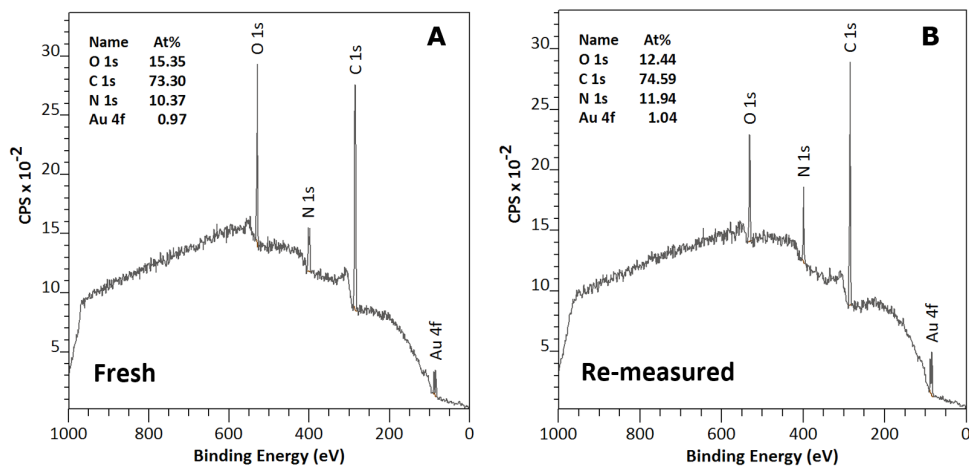 A
Name At%
O 1s 15.35
C 1s 73.30
N 1s 10.37
Au 4f 0.97
O 1s
N 1s
C 1s
Au 4f
Fresh
CPS x 10⁻²
30
25
20
15
10
5
1000 800 600 400 200 0
Binding Energy (eV)
B
Name At%
O 1s 12.44
C 1s 74.59
N 1s 11.94
Au 4f 1.04
O 1s
N 1s
C 1s
Au 4f
Re-measured
CPS x 10⁻²
30
25
20
15
10
5
1000 800 600 400 200 0
Binding Energy (eV)